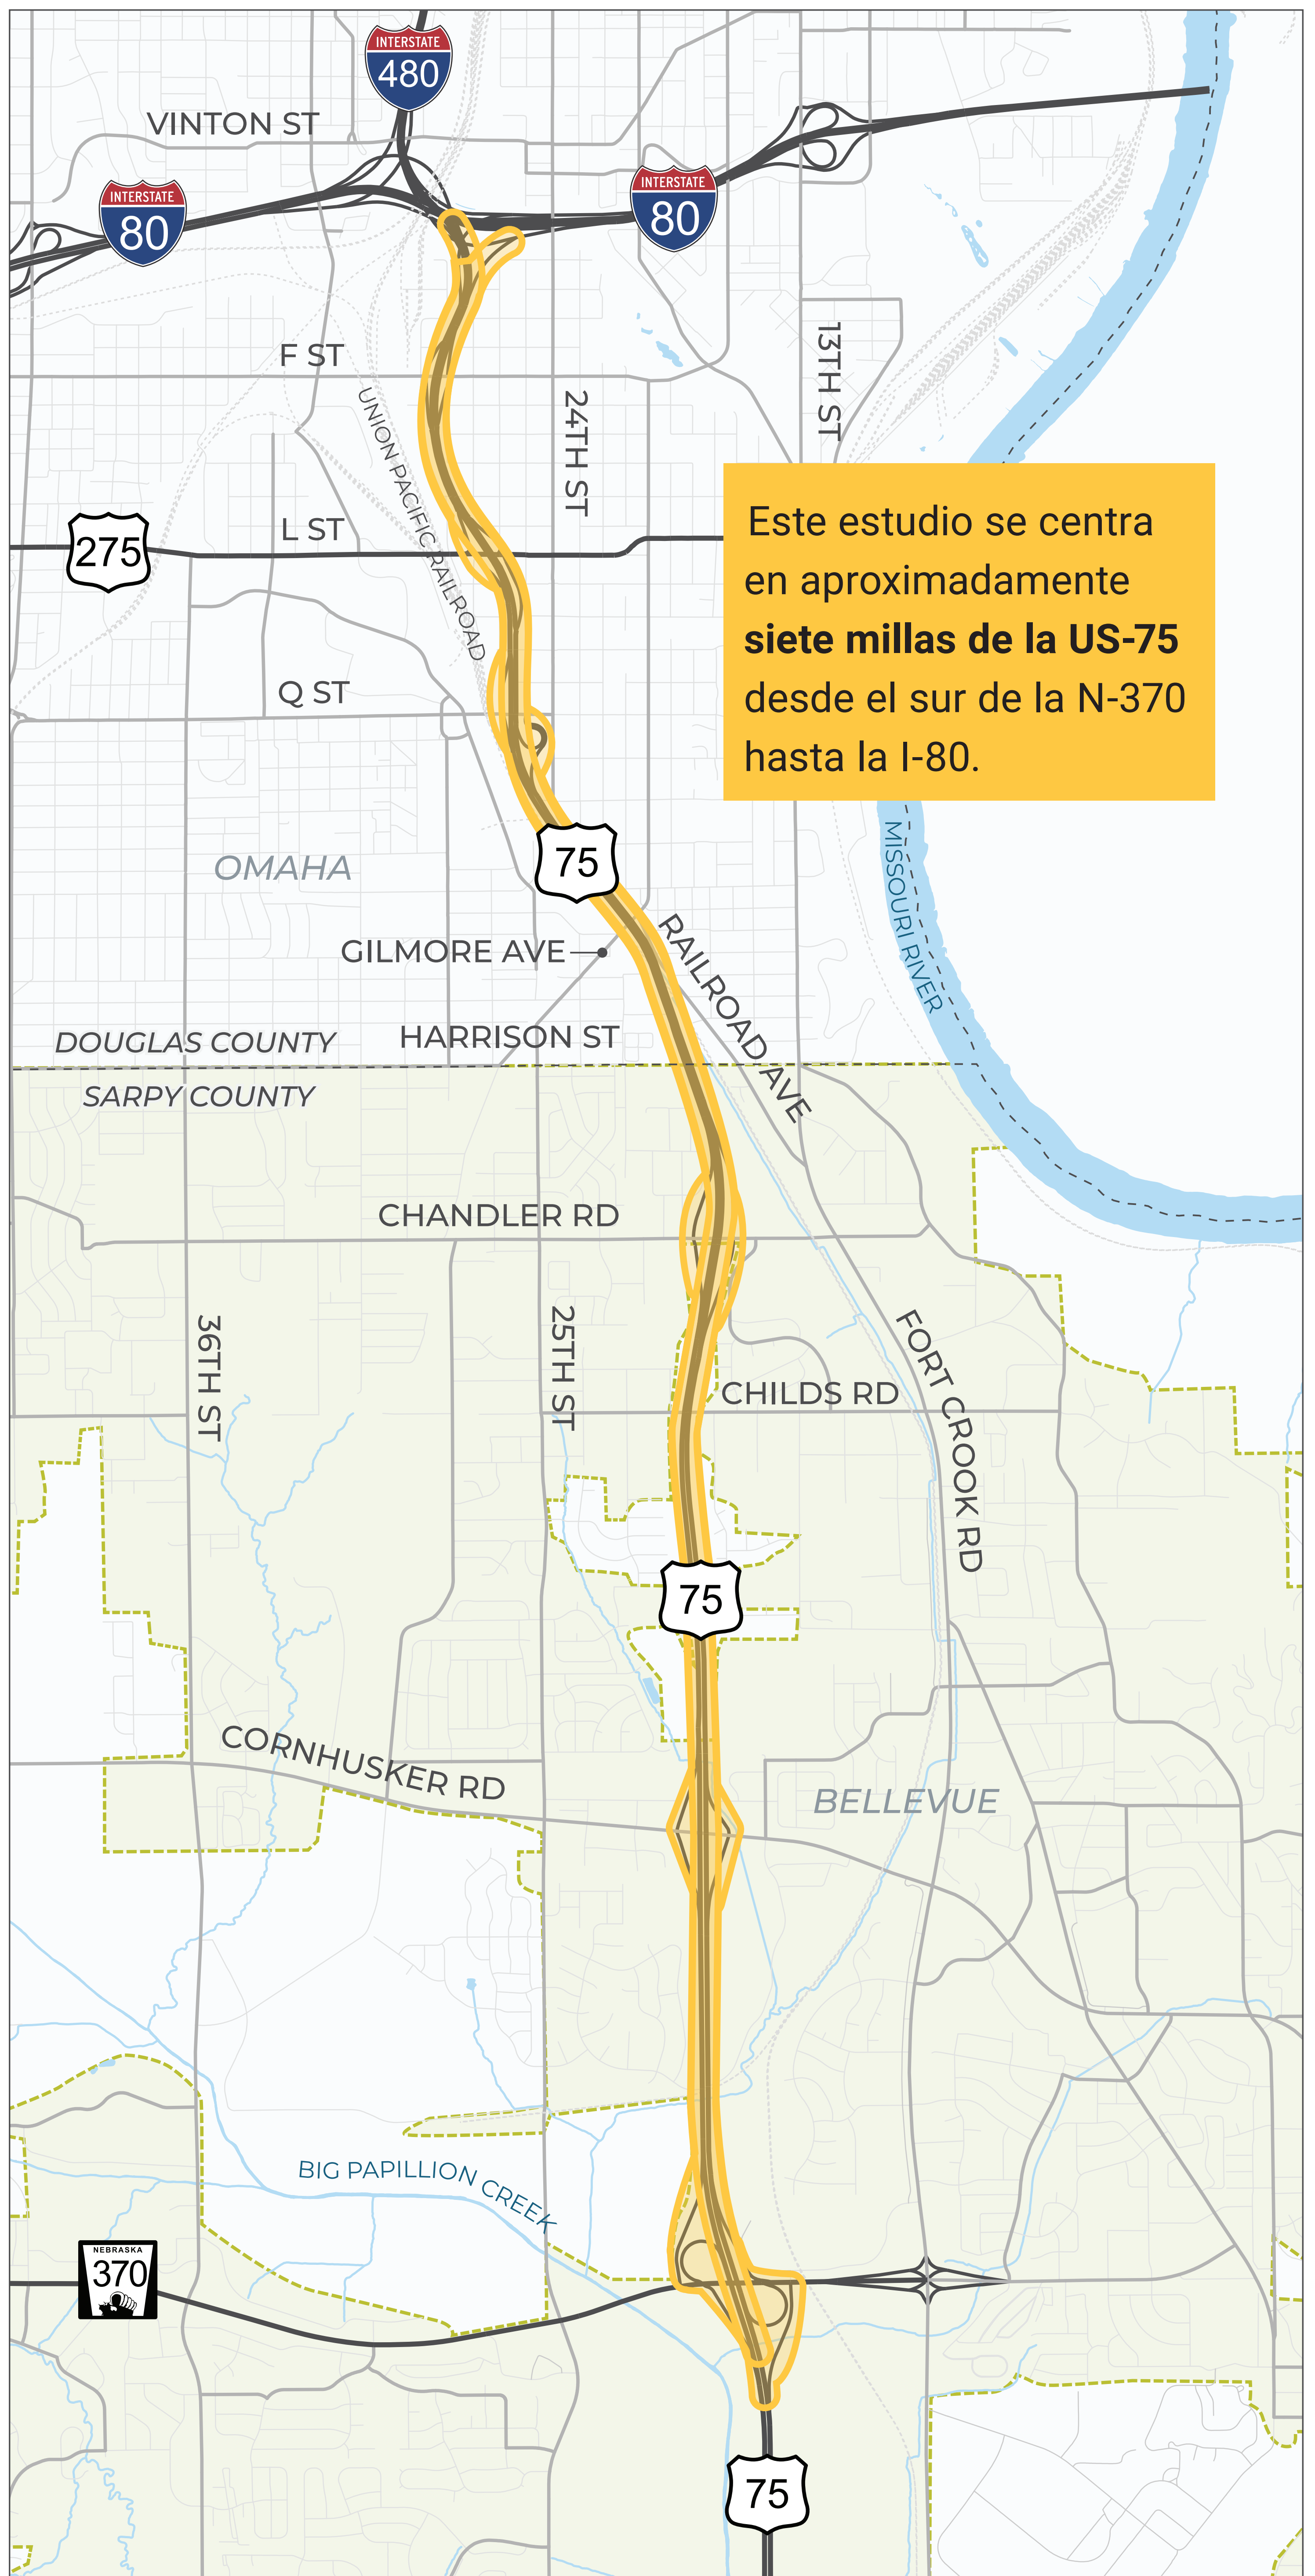 INTERSTATE
480
VINTON ST
INTERSTATE
80
INTERSTATE
80
F ST
13TH ST
24TH ST
UNION PACIFIC RAILROAD
L ST
275
Este estudio se centra
en aproximadamente
siete millas de la US-75
desde el sur de la N-370
hasta la I-80.
Q ST
75
OMAHA
MISSOURI RIVER
GILMORE AVE
RAILROAD AVE
DOUGLAS COUNTY
HARRISON ST
SARPY COUNTY
CHANDLER RD
36TH ST
25TH ST
FORT CROOK RD
CHILDS RD
75
CORNHUSKER RD
BELLEVUE
BIG PAPILLION CREEK
NEBRASKA
370
75